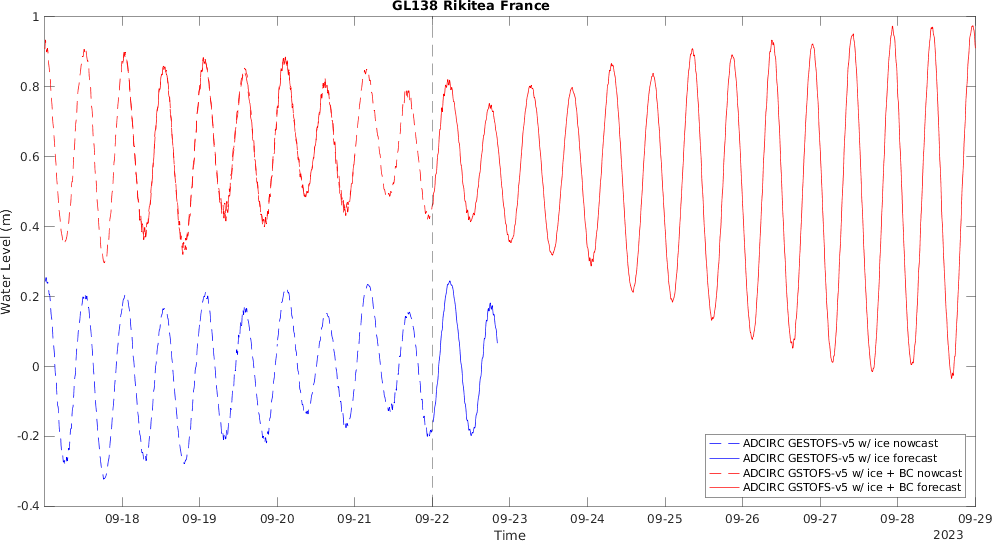 GL138 Rikitea France
1
0.8
0.6
0.4
0.2
0
-0.2
-0.4
Water Level (m)
ADCIRC GESTOFS-v5 w/ ice nowcast
ADCIRC GESTOFS-v5 w/ ice forecast
ADCIRC GSTOFS-v5 w/ ice + BC nowcast
ADCIRC GSTOFS-v5 w/ ice + BC forecast
09-18 09-19 09-20 09-21 09-22 09-23 09-24 09-25 09-26 09-27 09-28 09-29
Time
2023